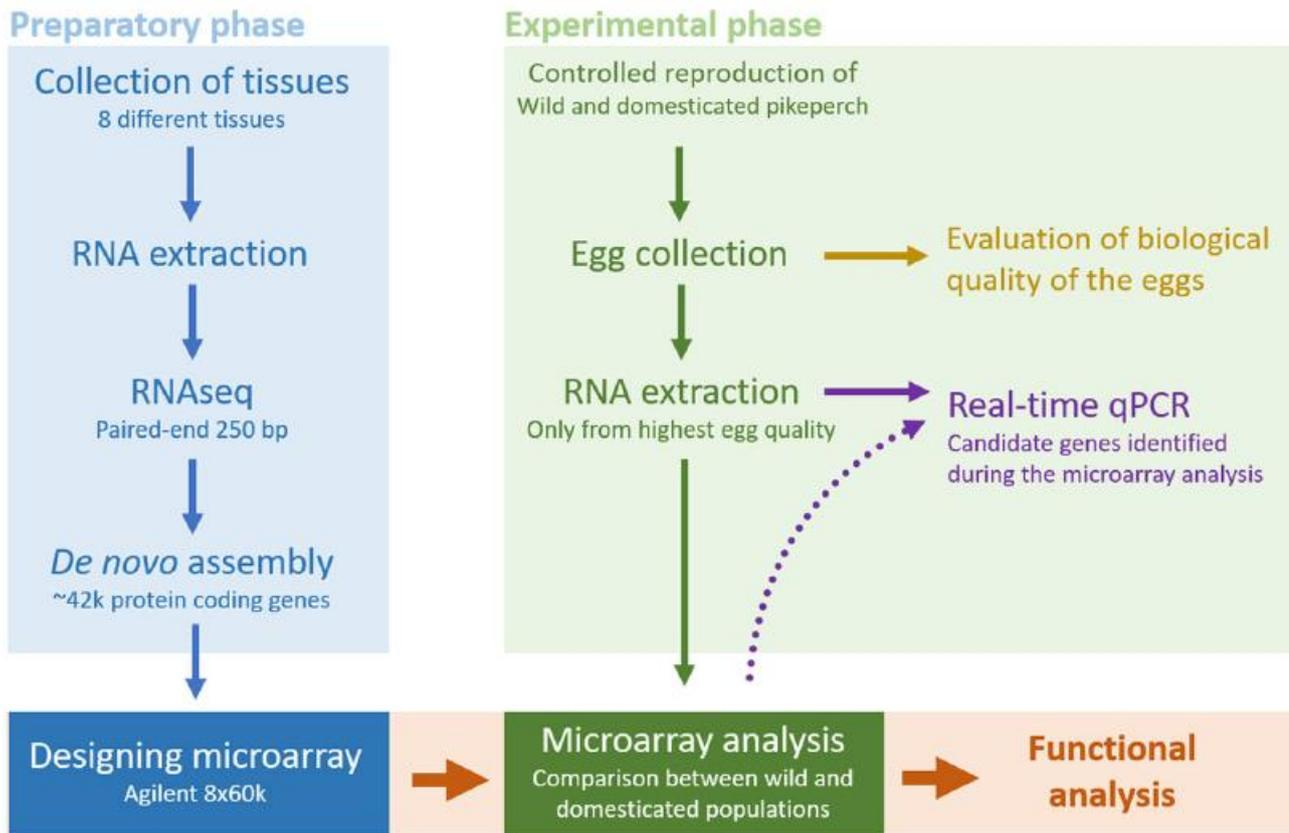 Preparatory phase
Collection of tissues
8 different tissues
RNA extraction
RNAseq
Paired-end 250 bp
De novo assembly
~42k protein coding genes
Designing microarray
Agilent 8x60k
Experimental phase
Controlled reproduction of
Wild and domesticated pikeperch
Egg collection
Evaluation of biological
quality of the eggs
RNA extraction
Only from highest egg quality
Real-time qPCR
Candidate genes identified
during the microarray analysis
Microarray analysis
Comparison between wild and
domesticated populations
Functional
analysis